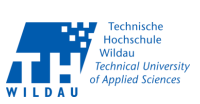 TH
WILDAU
Technische
Hochschule
Wildau
Technical University
of Applied Sciences